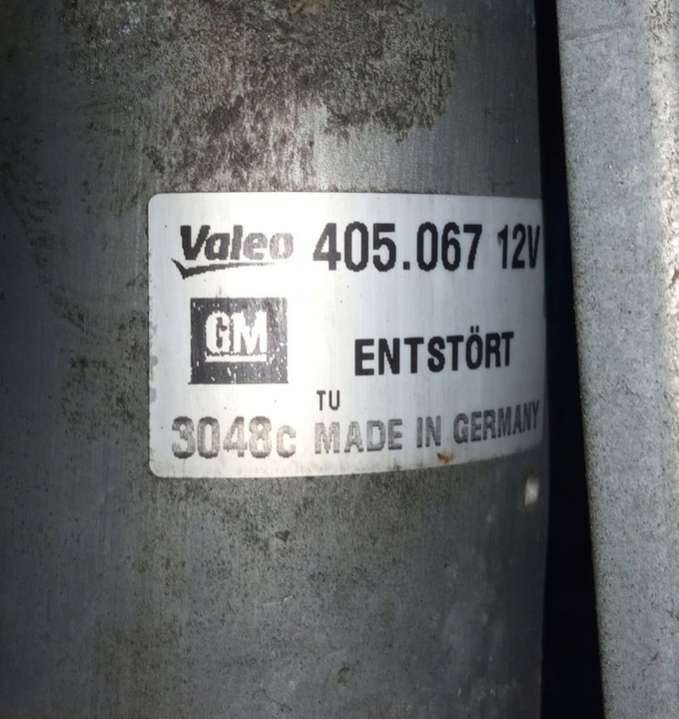 Valeo 405.067 12V
GM ENTSTÖRT
TU
3048c MADE IN GERMANY